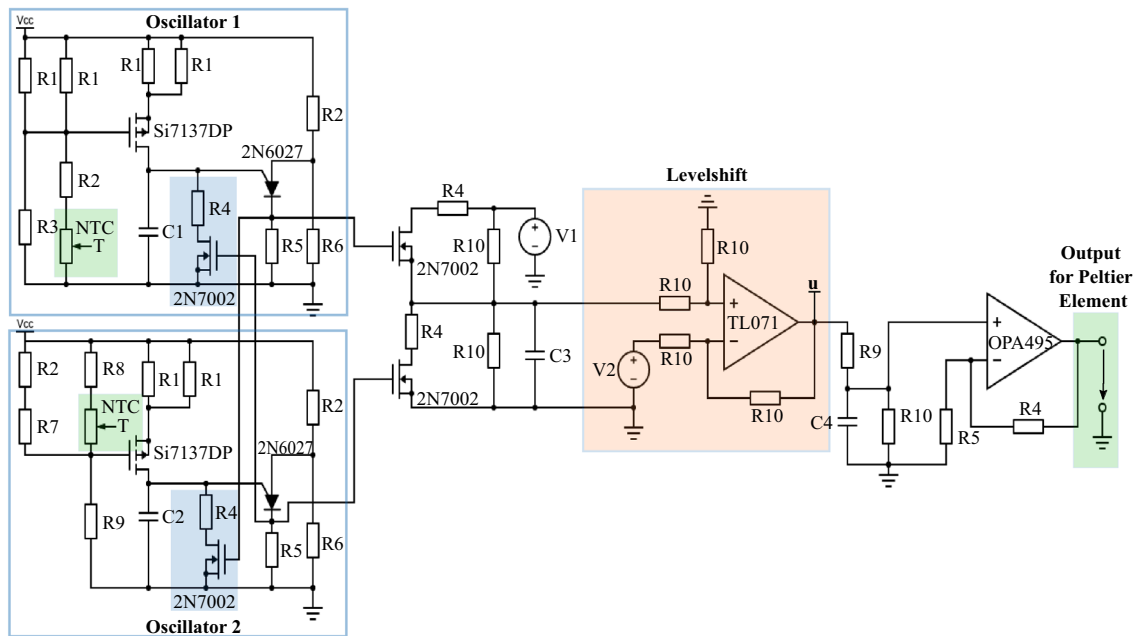 Vcc
Oscillator 1
R1
R1
R1
R1
R2
Si7137DP
2N6027
R2
R4
R3
NTC
T
C1
R5
R6
2N7002
Vcc
R2
R8
R1
R1
R2
NTC
T
R7
Si7137DP
2N6027
R9
C2
R4
R5
R6
2N7002
Oscillator 2
R4
R10
V1
2N7002
R4
R10
C3
2N7002
Levelshift
R10
R10
TL071
u
V2
R10
R10
R9
C4
R10
R5
OPA495
R4
Output
for Peltier
Element